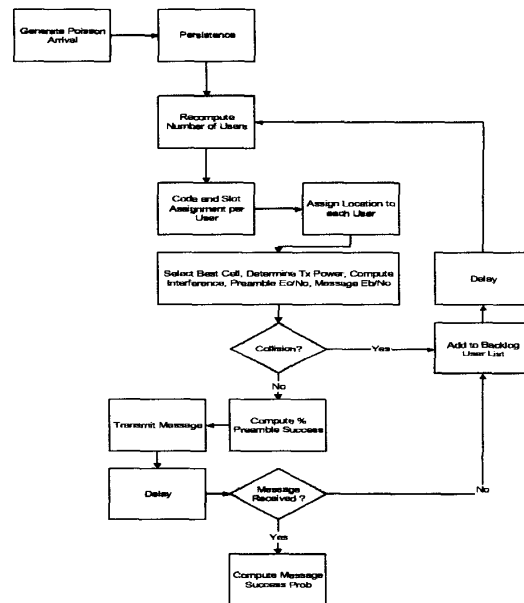 Generate Poisson
Arrival
Persistence
Recompute
Number of Users
Code and Slot
Assignment per
User
Assign Location to
each User
Select Best Cell, Determine Tx Power, Compute
Interference, Preamble Ec/No, Message Eb/No
Delay
Collision?
Yes
Add to Backlog
User List
No
Transmit Message
Compute %
Preamble Success
Delay
Message
Received ?
No
Yes
Compute Message
Success Prob